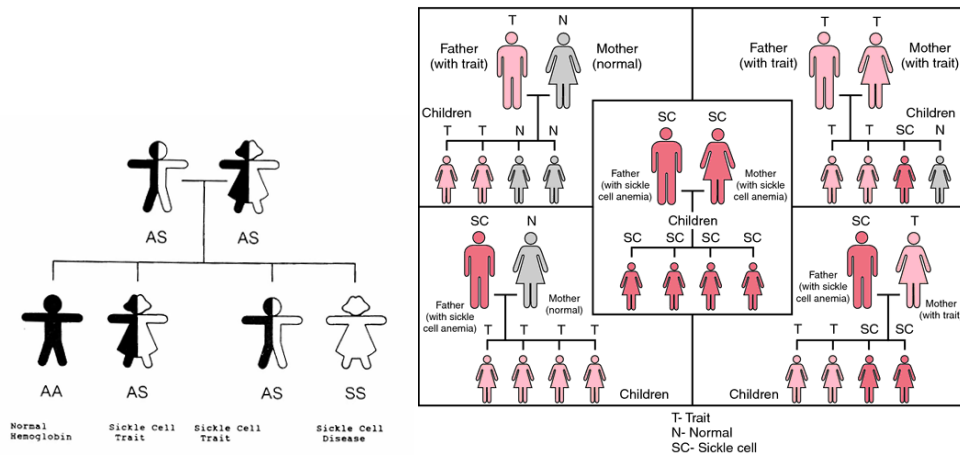 AS AS
AA AS AS SS
Normal
Hemoglobin
Sickle Cell
Trait
Sickle Cell
Trait
Sickle Cell
Disease
T N
Father
(with trait)
Mother
(normal)
Children
T T N N
T T
Father
(with trait)
Mother
(with trait)
Children
T T SC N
SC SC
Father
(with sickle
cell anemia)
Mother
(with sickle
cell anemia)
Children
SC SC SC SC
SC N
Father
(with sickle
cell anemia)
Mother
(normal)
T T T T
Children
SC T
Father
(with sickle
cell anemia)
Mother
(with trait)
T T SC SC
Children
T- Trait
N- Normal
SC- Sickle cell